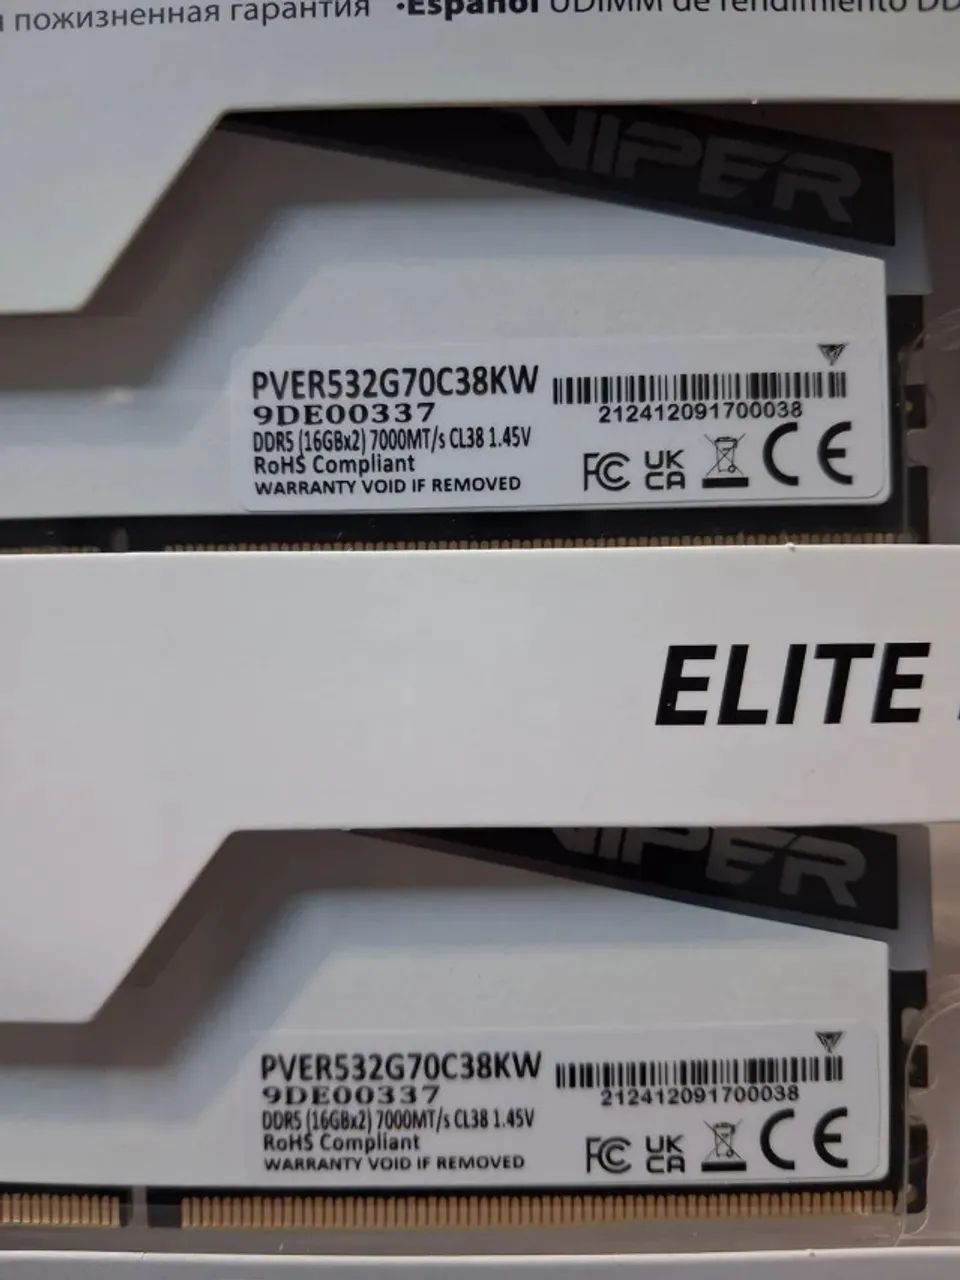 пожизненная гарантия •Español UDIMM de rendimiento
VIPER
PVER532G70C38KW
9DE00337
212412091700038
DDR5 (16GBx2) 7000MT/s CL38 1.45V
RoHS Compliant
WARRANTY VOID IF REMOVED
FC UK CA CE
ELITE
VIPER
PVER532G70C38KW
9DE00337
212412091700038
DDR5 (16GBx2) 7000MT/s CL38 1.45V
RoHS Compliant
WARRANTY VOID IF REMOVED
FC UK CA CE